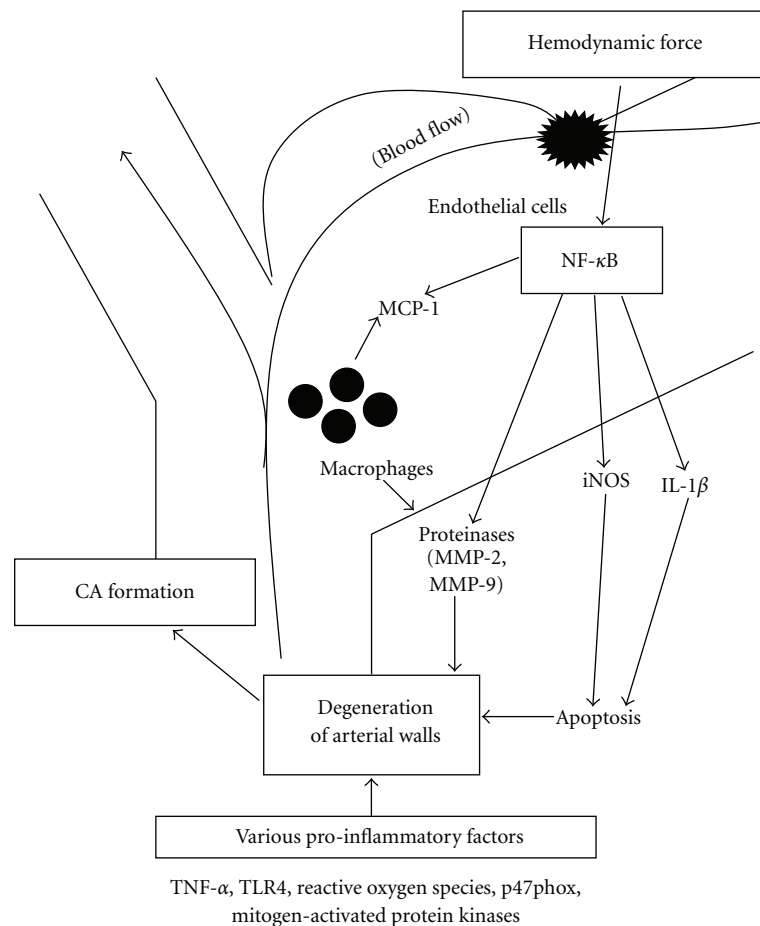 Hemodynamic force
(Blood flow)
Endothelial cells
NF-κB
MCP-1
Macrophages
iNOS
IL-1β
Proteinases
(MMP-2,
MMP-9)
CA formation
Degeneration
of arterial walls
Apoptosis
Various pro-inflammatory factors
TNF-α, TLR4, reactive oxygen species, p47phox,
mitogen-activated protein kinases